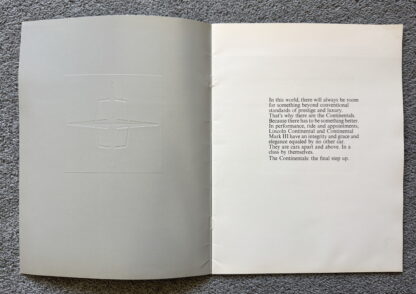 In this world, there will always be room
for something beyond conventional
standards of prestige and luxury.
That's why there are the Continentals.
Because there has to be something better.
In performance, ride and appointments,
Lincoln Continental and Continental
Mark III have an integrity and grace and
elegance equaled by no other car.
They are cars apart and above. In a
class by themselves.
The Continentals: the final step up.